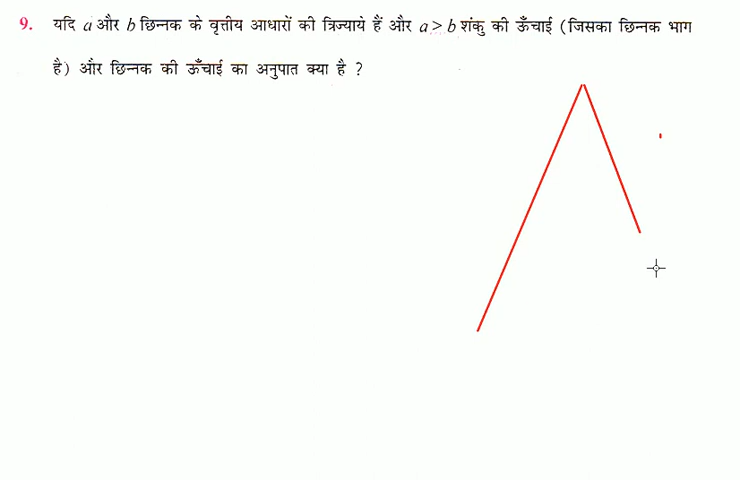 9. यदि a और b छिन्नक के वृत्तीय आधारों की त्रिज्याये हैं और a > b शंकु की ऊँचाई (जिसका छिन्नक भाग
है) और छिन्नक की ऊँचाई का अनुपात क्या है ?